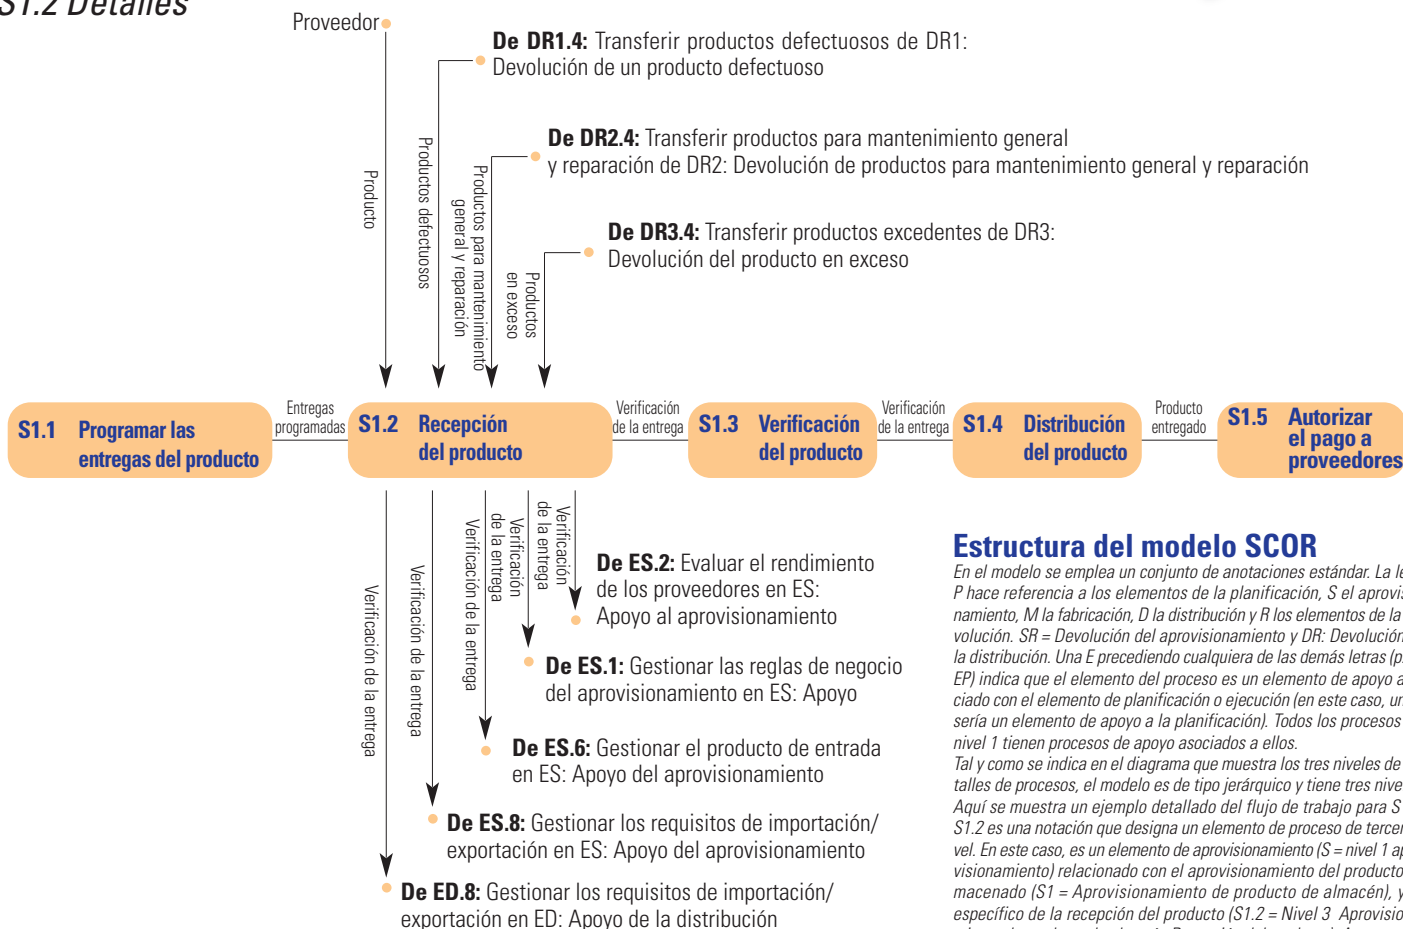 S1.2 Detalles
Proveedor
De DR1.4: Transferir productos defectuosos de DR1:
Devolución de un producto defectuoso
De DR2.4: Transferir productos para mantenimiento general
y reparación de DR2: Devolución de productos para mantenimiento general y reparación
De DR3.4: Transferir productos excedentes de DR3:
Devolución del producto en exceso
Producto
Productos defectuosos
Productos para mantenimiento
general y reparación
Productos
en exceso
S1.1 Programar las
entregas del producto
Entregas
programadas
S1.2 Recepción
del producto
Verificación
de la entrega
S1.3 Verificación
del producto
Verificación
de la entrega
S1.4 Distribución
del producto
Producto
entregado
S1.5 Autorizar
el pago a
proveedores
Verificación de la entrega
Verificación de la entrega
Verificación de la entrega
Verificación
de la entrega
Verificación
de la entrega
De ES.2: Evaluar el rendimiento
de los proveedores en ES:
Apoyo al aprovisionamiento
De ES.1: Gestionar las reglas de negocio
del aprovisionamiento en ES: Apoyo
De ES.6: Gestionar el producto de entrada
en ES: Apoyo del aprovisionamiento
De ES.8: Gestionar los requisitos de importación/
exportación en ES: Apoyo del aprovisionamiento
De ED.8: Gestionar los requisitos de importación/
exportación en ED: Apoyo de la distribución
Estructura del modelo SCOR
En el modelo se emplea un conjunto de anotaciones estándar. La le
P hace referencia a los elementos de la planificación, S el aprovis
namiento, M la fabricación, D la distribución y R los elementos de la
volución. SR = Devolución del aprovisionamiento y DR: Devolución
la distribución. Una E precediendo cualquiera de las demás letras (p.
EP) indica que el elemento del proceso es un elemento de apoyo a
ciado con el elemento de planificación o ejecución (en este caso, un
sería un elemento de apoyo a la planificación). Todos los procesos
nivel 1 tienen procesos de apoyo asociados a ellos.
Tal y como se indica en el diagrama que muestra los tres niveles de
talles de procesos, el modelo es de tipo jerárquico y tiene tres nive
Aquí se muestra un ejemplo detallado del flujo de trabajo para S
S1.2 es una notación que designa un elemento de proceso de tercer
vel. En este caso, es un elemento de aprovisionamiento (S = nivel 1 ap
visionamiento) relacionado con el aprovisionamiento del producto
macenado (S1 = Aprovisionamiento de producto de almacén), y
específico de la recepción del producto (S1.2 = Nivel 3 Aprovisio